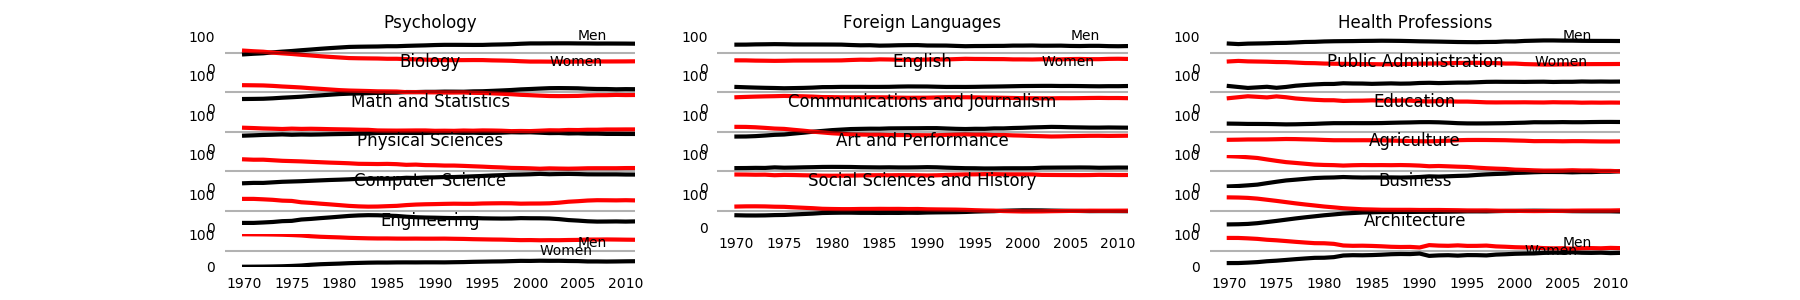 Psychology
100
Men
Women
0
Biology
100
0
Math and Statistics
100
0
Physical Sciences
100
0
Computer Science
100
0
Engineering
100
Men
Women
0
1970 1975 1980 1985 1990 1995 2000 2005 2010
Foreign Languages
100
Men
Women
0
English
100
0
Communications and Journalism
100
0
Art and Performance
100
0
Social Sciences and History
100
0
1970 1975 1980 1985 1990 1995 2000 2005 2010
Health Professions
100
Men
Women
0
Public Administration
100
0
Education
100
0
Agriculture
100
0
Business
100
0
Architecture
100
Men
Women
0
1970 1975 1980 1985 1990 1995 2000 2005 2010